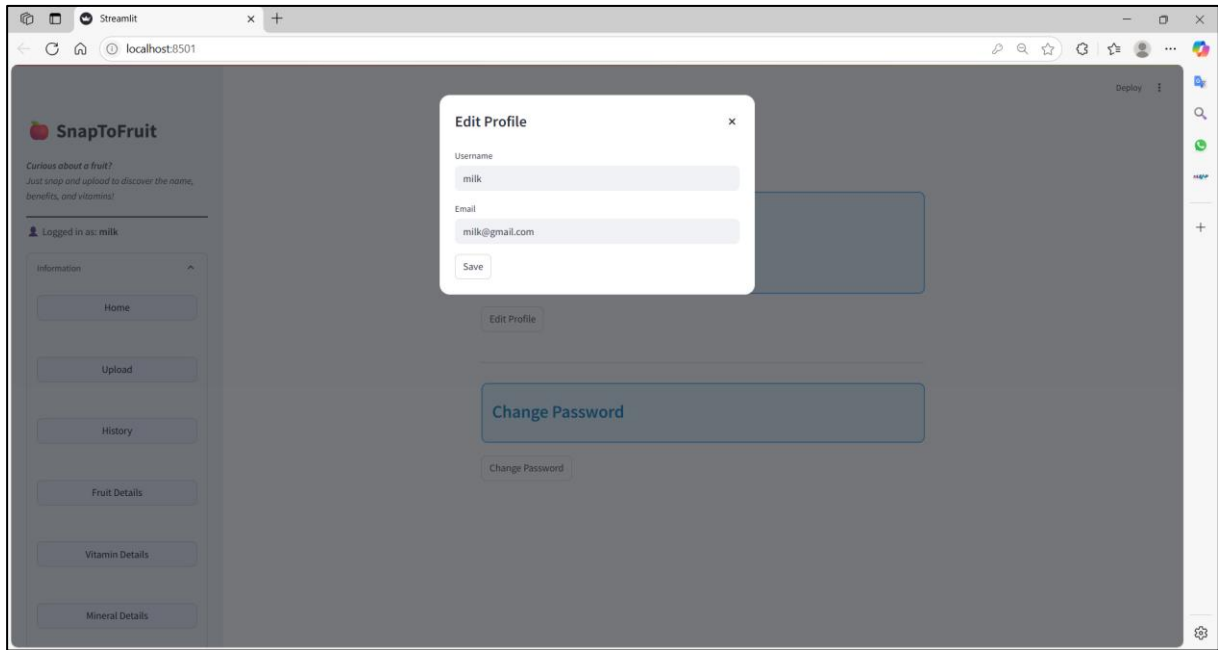 Streamlit
localhost:8501
Deploy
SnapToFruit
Curious about a fruit?
Just snap and upload to discover the name,
benefits, and vitamins!
Logged in as: milk
Information
Home
Upload
History
Fruit Details
Vitamin Details
Mineral Details
Edit Profile
Username
milk
Email
milk@gmail.com
Save
Edit Profile
Change Password
Change Password